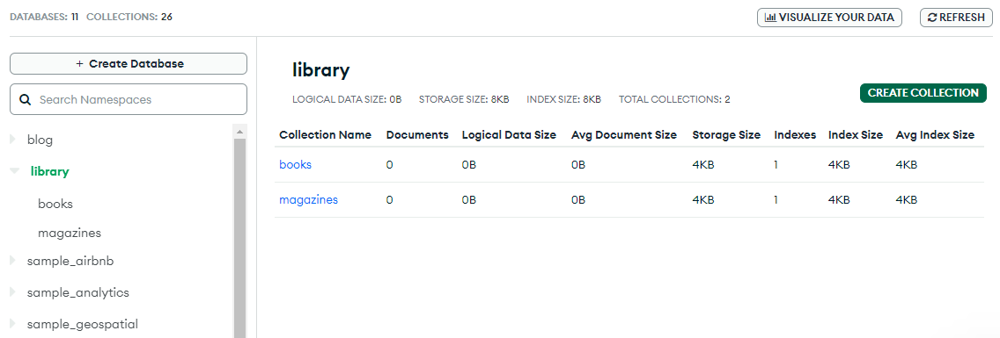 DATABASES: 11 COLLECTIONS: 26
VISUALIZE YOUR DATA
REFRESH
+ Create Database
Search Namespaces
blog
library
books
magazines
sample_airbnb
sample_analytics
sample_geospatial
library
LOGICAL DATA SIZE: 0B STORAGE SIZE: 8KB INDEX SIZE: 8KB TOTAL COLLECTIONS: 2
CREATE COLLECTION
Collection Name Documents Logical Data Size Avg Document Size Storage Size Indexes Index Size Avg Index Size
books 0 0B 0B 4KB 1 4KB 4KB
magazines 0 0B 0B 4KB 1 4KB 4KB